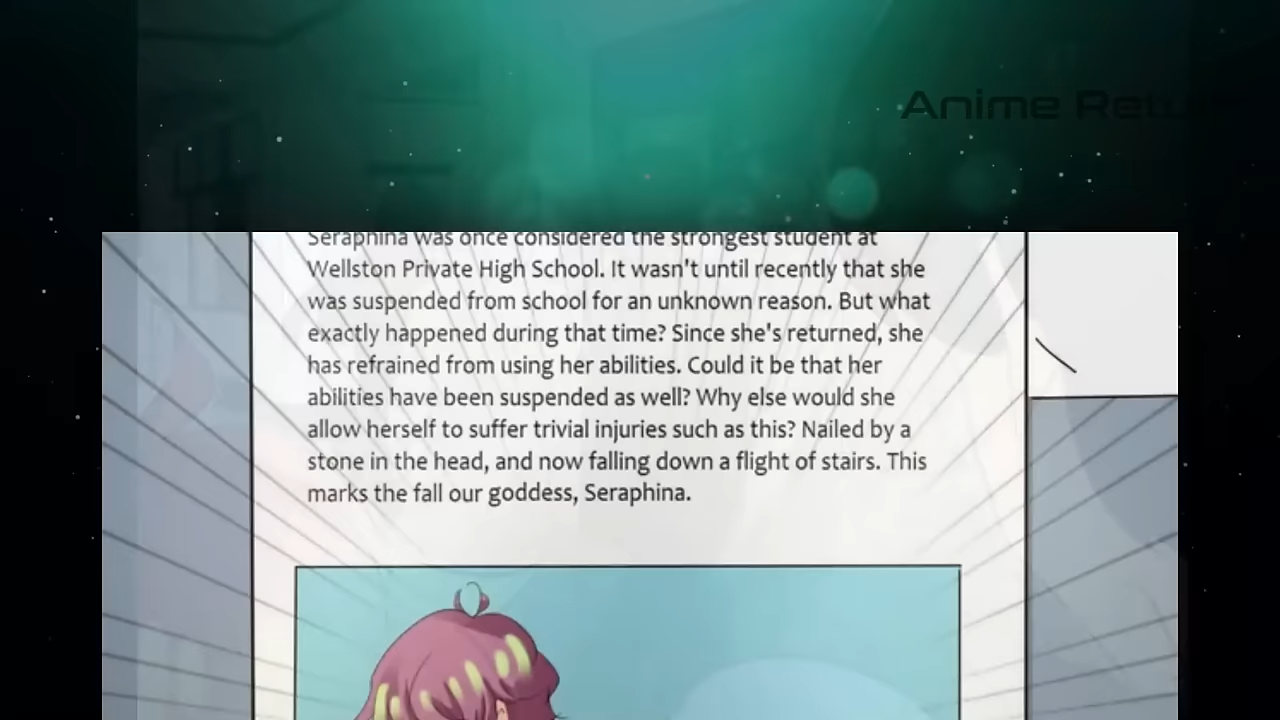 Anime Re
Seraphina was once considered the strongest student at
Wellston Private High School. It wasn't until recently that she
was suspended from school for an unknown reason. But what
exactly happened during that time? Since she's returned, she
has refrained from using her abilities. Could it be that her
abilities have been suspended as well? Why else would she
allow herself to suffer trivial injuries such as this? Nailed by a
stone in the head, and now falling down a flight of stairs. This
marks the fall our goddess, Seraphina.